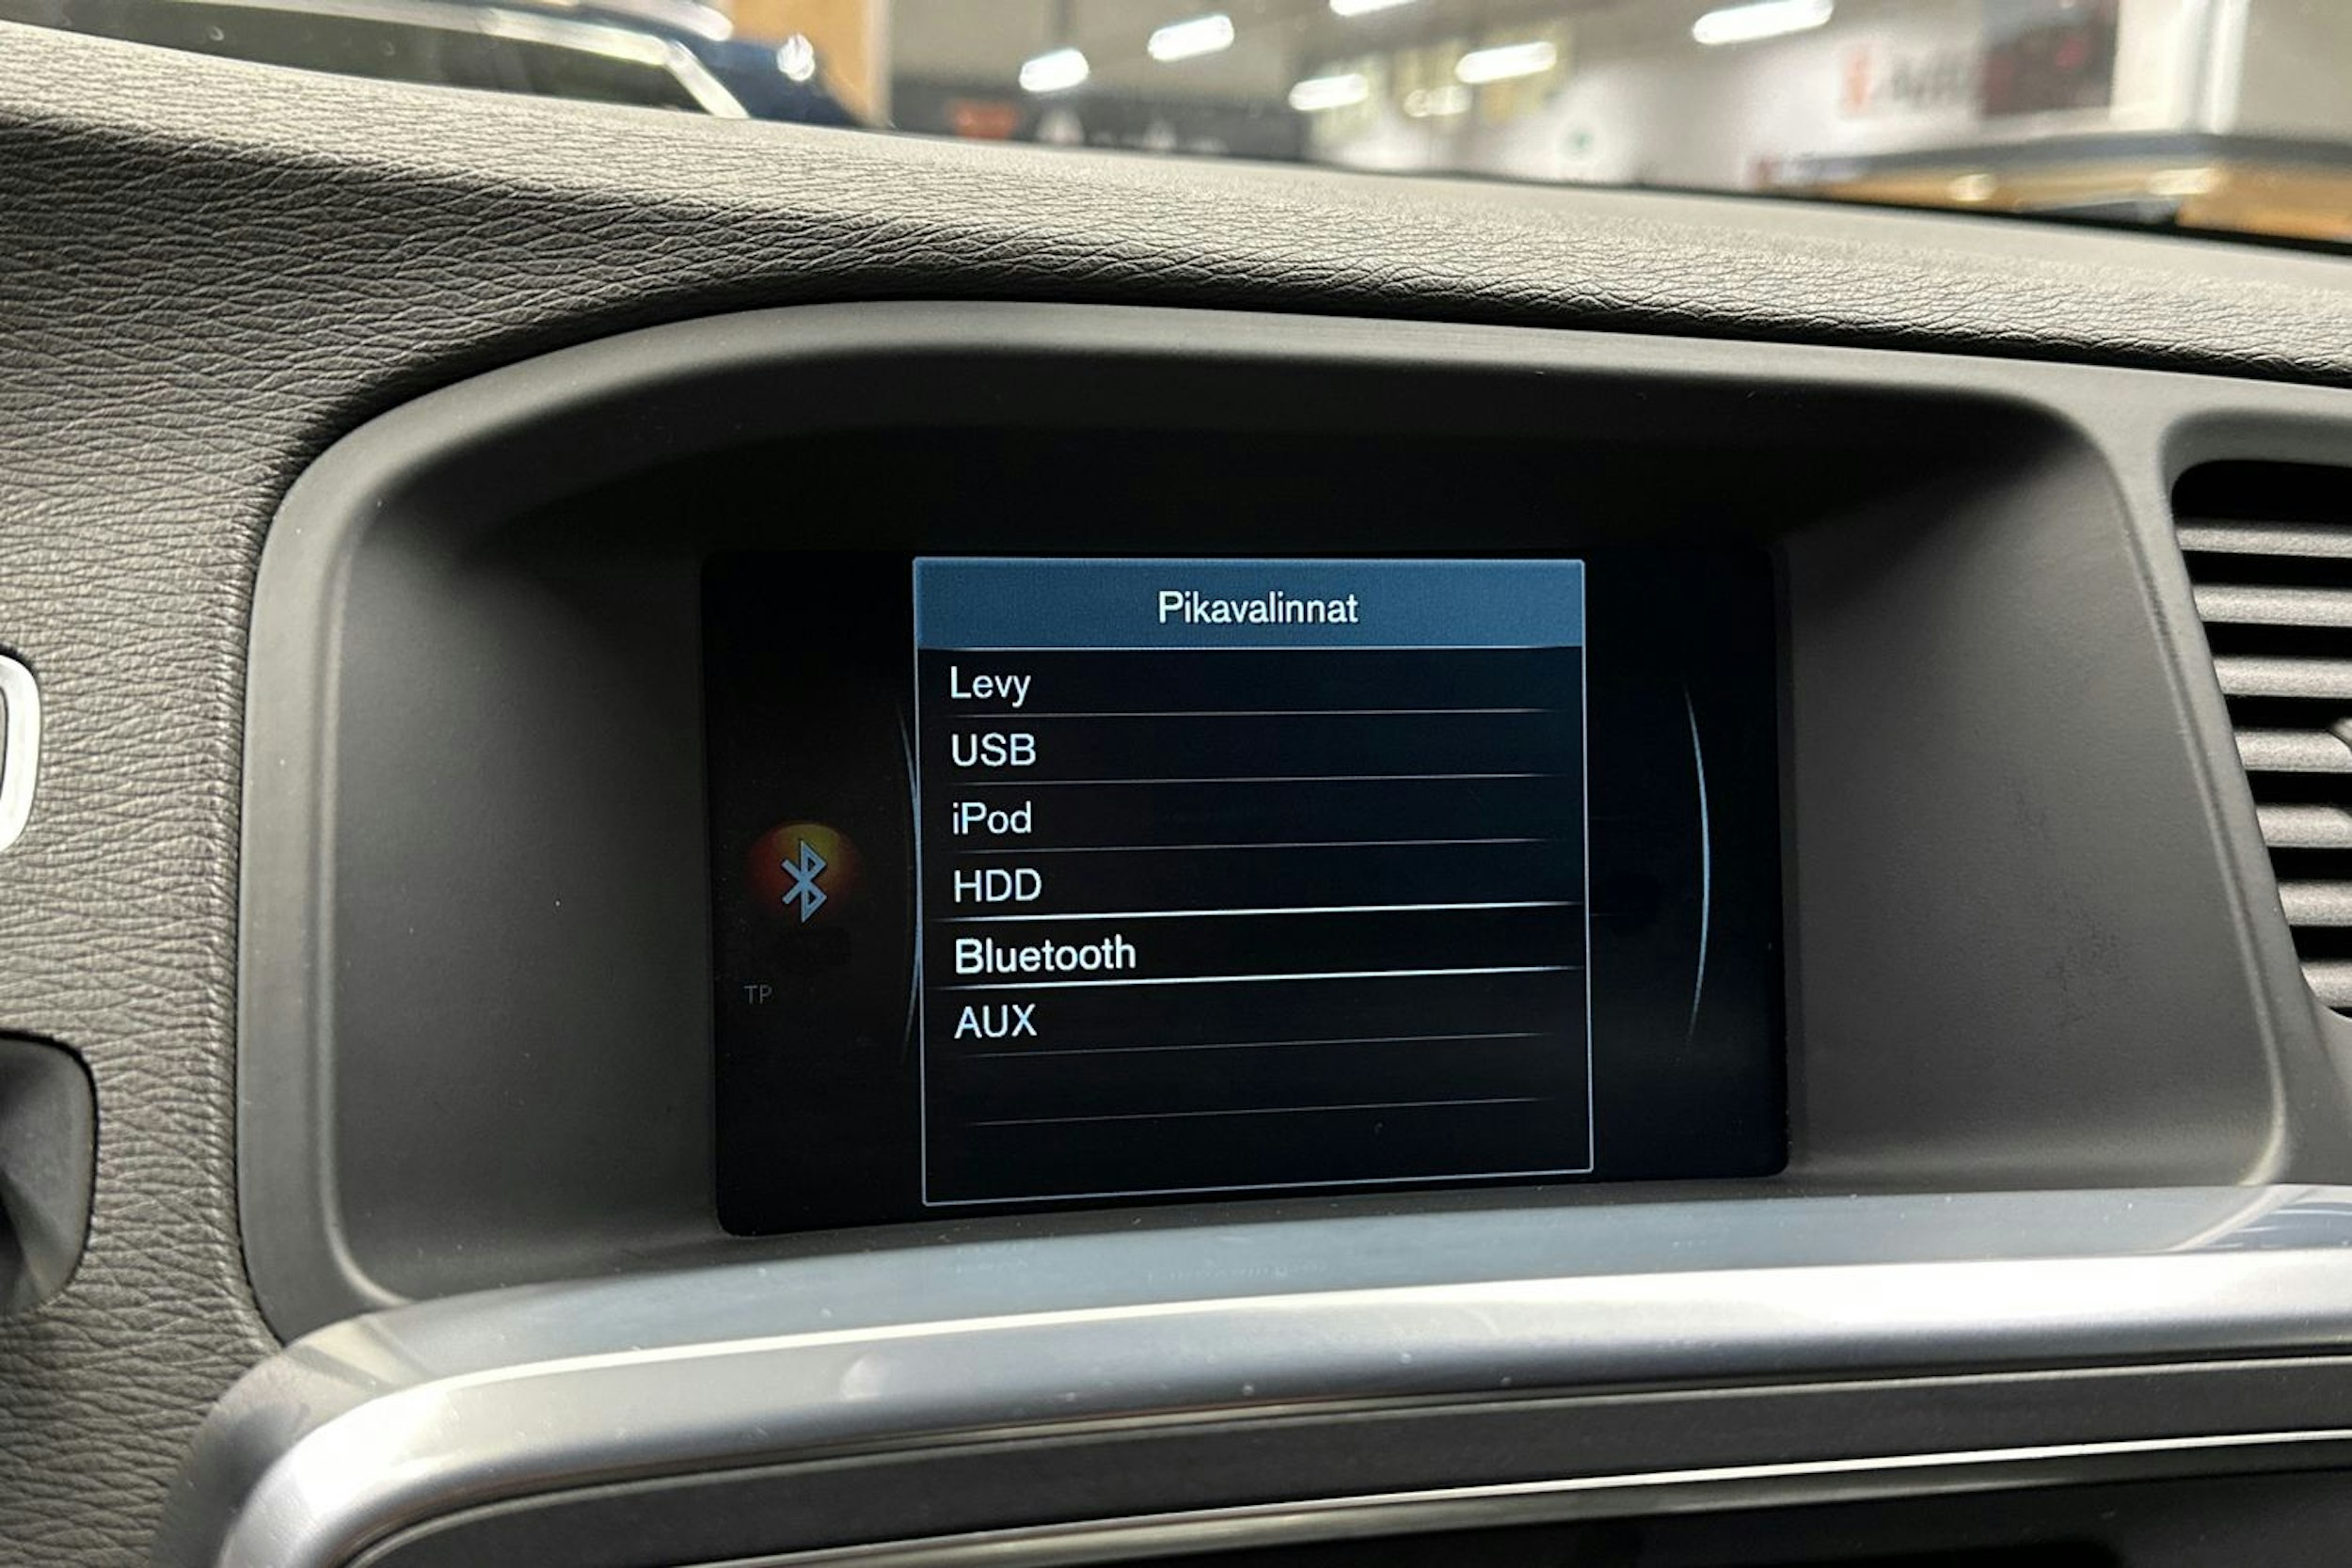 Pikavalinnat
Levy
USB
iPod
HDD
Bluetooth
AUX
TP